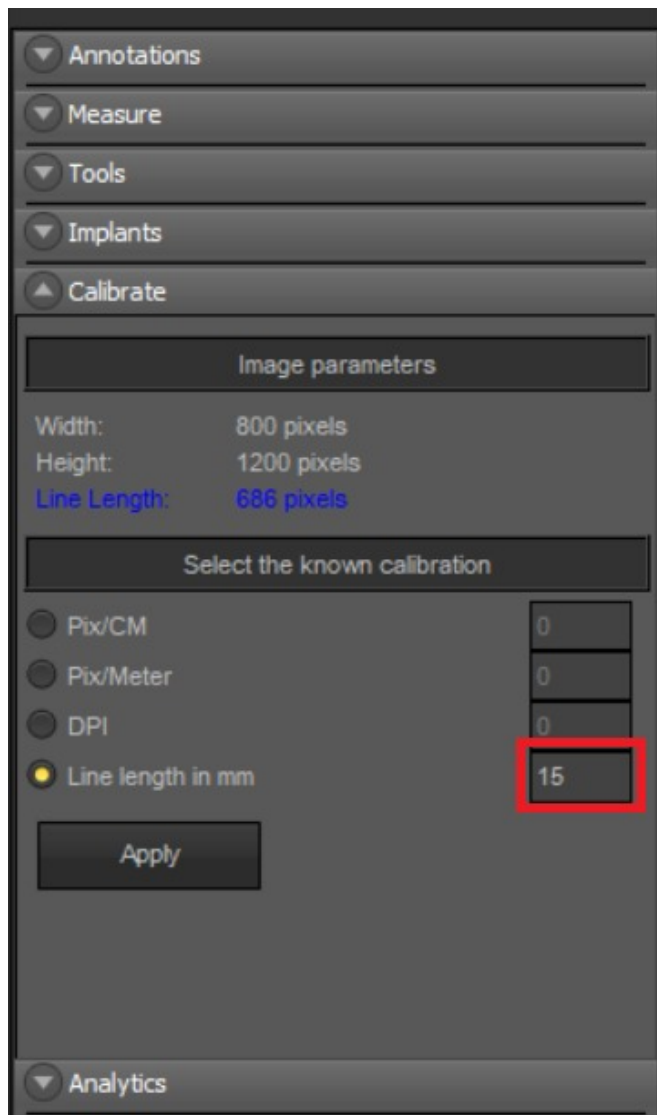 Annotations
Measure
Tools
Implants
Calibrate
Image parameters
Width: 800 pixels
Height: 1200 pixels
Line Length: 686 pixels
Select the known calibration
Pix/CM 0
Pix/Meter 0
DPI 0
Line length in mm 15
Apply
Analytics